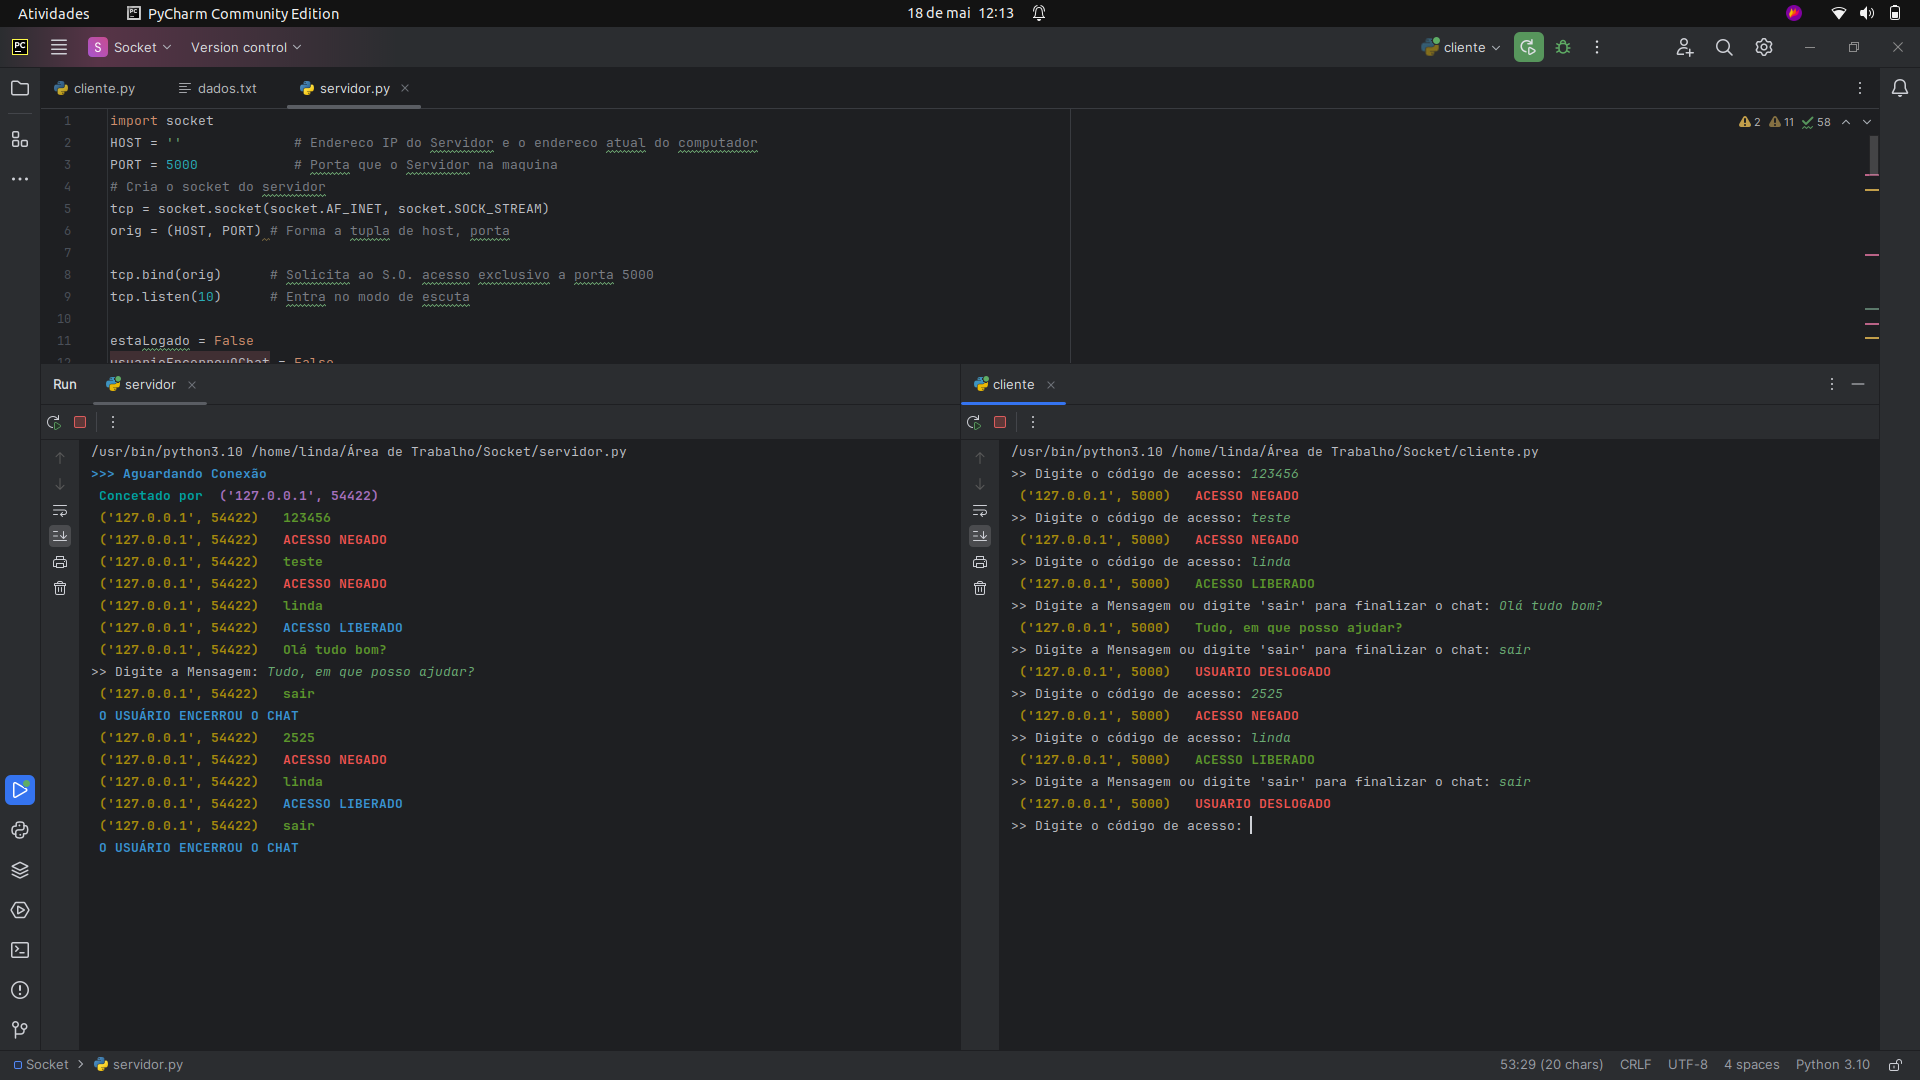 Atividades
PyCharm Community Edition
18 de mai 12:13
PC
S
Socket
Version control
cliente
cliente.py
dados.txt
servidor.py
2
11
58
1 import socket
2 HOST = '' # Endereco IP do Servidor e o endereco atual do computador
3 PORT = 5000 # Porta que o Servidor na maquina
4 # Cria o socket do servidor
5 tcp = socket.socket(socket.AF_INET, socket.SOCK_STREAM)
6 orig = (HOST, PORT) # Forma a tupla de host, porta
7
8 tcp.bind(orig) # Solicita ao S.O. acesso exclusivo a porta 5000
9 tcp.listen(10) # Entra no modo de escuta
10
11 estaLogado = False
12 usuarioEncerrouOChat = False
Run
servidor
/usr/bin/python3.10 /home/linda/Área de Trabalho/Socket/servidor.py
>>> Aguardando Conexão
Concetado por ('127.0.0.1', 54422)
('127.0.0.1', 54422) 123456
('127.0.0.1', 54422) ACESSO NEGADO
('127.0.0.1', 54422) teste
('127.0.0.1', 54422) ACESSO NEGADO
('127.0.0.1', 54422) linda
('127.0.0.1', 54422) ACESSO LIBERADO
('127.0.0.1', 54422) Olá tudo bom?
>> Digite a Mensagem: Tudo, em que posso ajudar?
('127.0.0.1', 54422) sair
O USUÁRIO ENCERROU O CHAT
('127.0.0.1', 54422) 2525
('127.0.0.1', 54422) ACESSO NEGADO
('127.0.0.1', 54422) linda
('127.0.0.1', 54422) ACESSO LIBERADO
('127.0.0.1', 54422) sair
O USUÁRIO ENCERROU O CHAT
cliente
/usr/bin/python3.10 /home/linda/Área de Trabalho/Socket/cliente.py
>> Digite o código de acesso: 123456
('127.0.0.1', 5000) ACESSO NEGADO
>> Digite o código de acesso: teste
('127.0.0.1', 5000) ACESSO NEGADO
>> Digite o código de acesso: linda
('127.0.0.1', 5000) ACESSO LIBERADO
>> Digite a Mensagem ou digite 'sair' para finalizar o chat: Olá tudo bom?
('127.0.0.1', 5000) Tudo, em que posso ajudar?
>> Digite a Mensagem ou digite 'sair' para finalizar o chat: sair
('127.0.0.1', 5000) USUARIO DESLOGADO
>> Digite o código de acesso: 2525
('127.0.0.1', 5000) ACESSO NEGADO
>> Digite o código de acesso: linda
('127.0.0.1', 5000) ACESSO LIBERADO
>> Digite a Mensagem ou digite 'sair' para finalizar o chat: sair
('127.0.0.1', 5000) USUARIO DESLOGADO
>> Digite o código de acesso:
Socket > servidor.py
53:29 (20 chars)
CRLF
UTF-8
4 spaces
Python 3.10